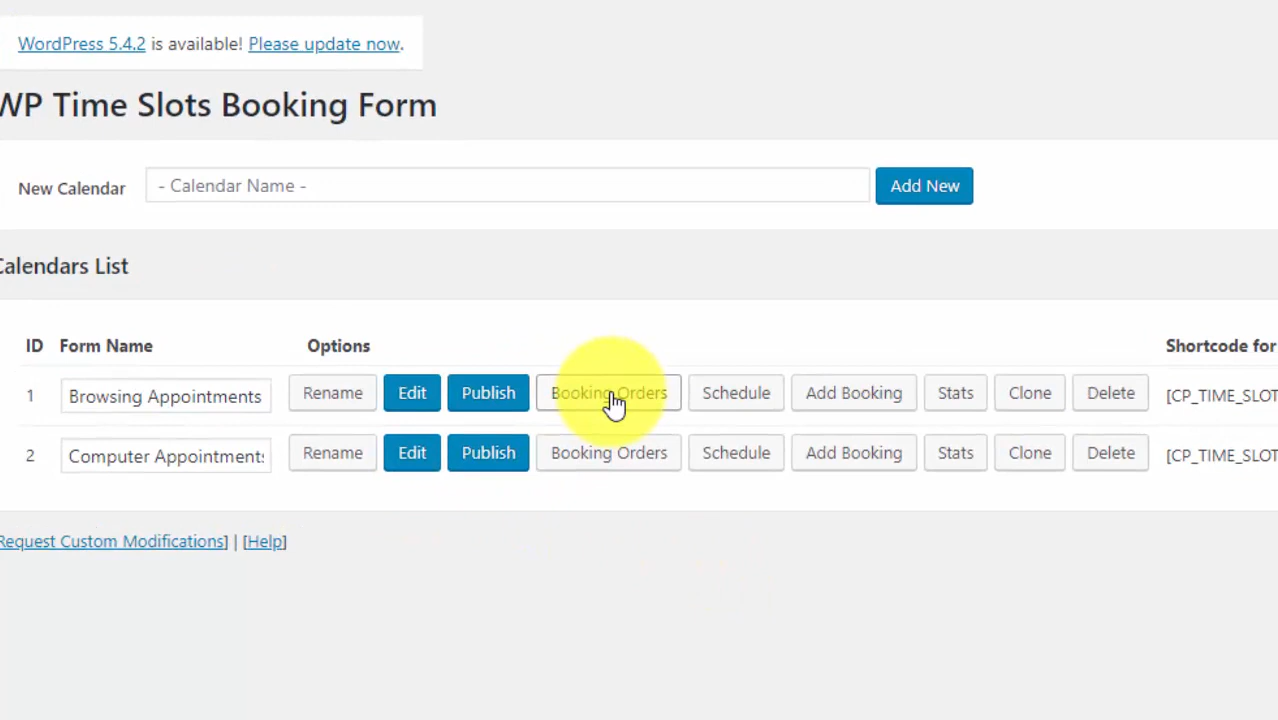 WordPress 5.4.2 is available! Please update now.
WP Time Slots Booking Form
New Calendar - Calendar Name - Add New
Calendars List
ID Form Name Options Shortcode for
1 Browsing Appointments Rename Edit Publish Booking Orders Schedule Add Booking Stats Clone Delete [CP_TIME_SLOT
2 Computer Appointments Rename Edit Publish Booking Orders Schedule Add Booking Stats Clone Delete [CP_TIME_SLOT
Request Custom Modifications] | [Help]